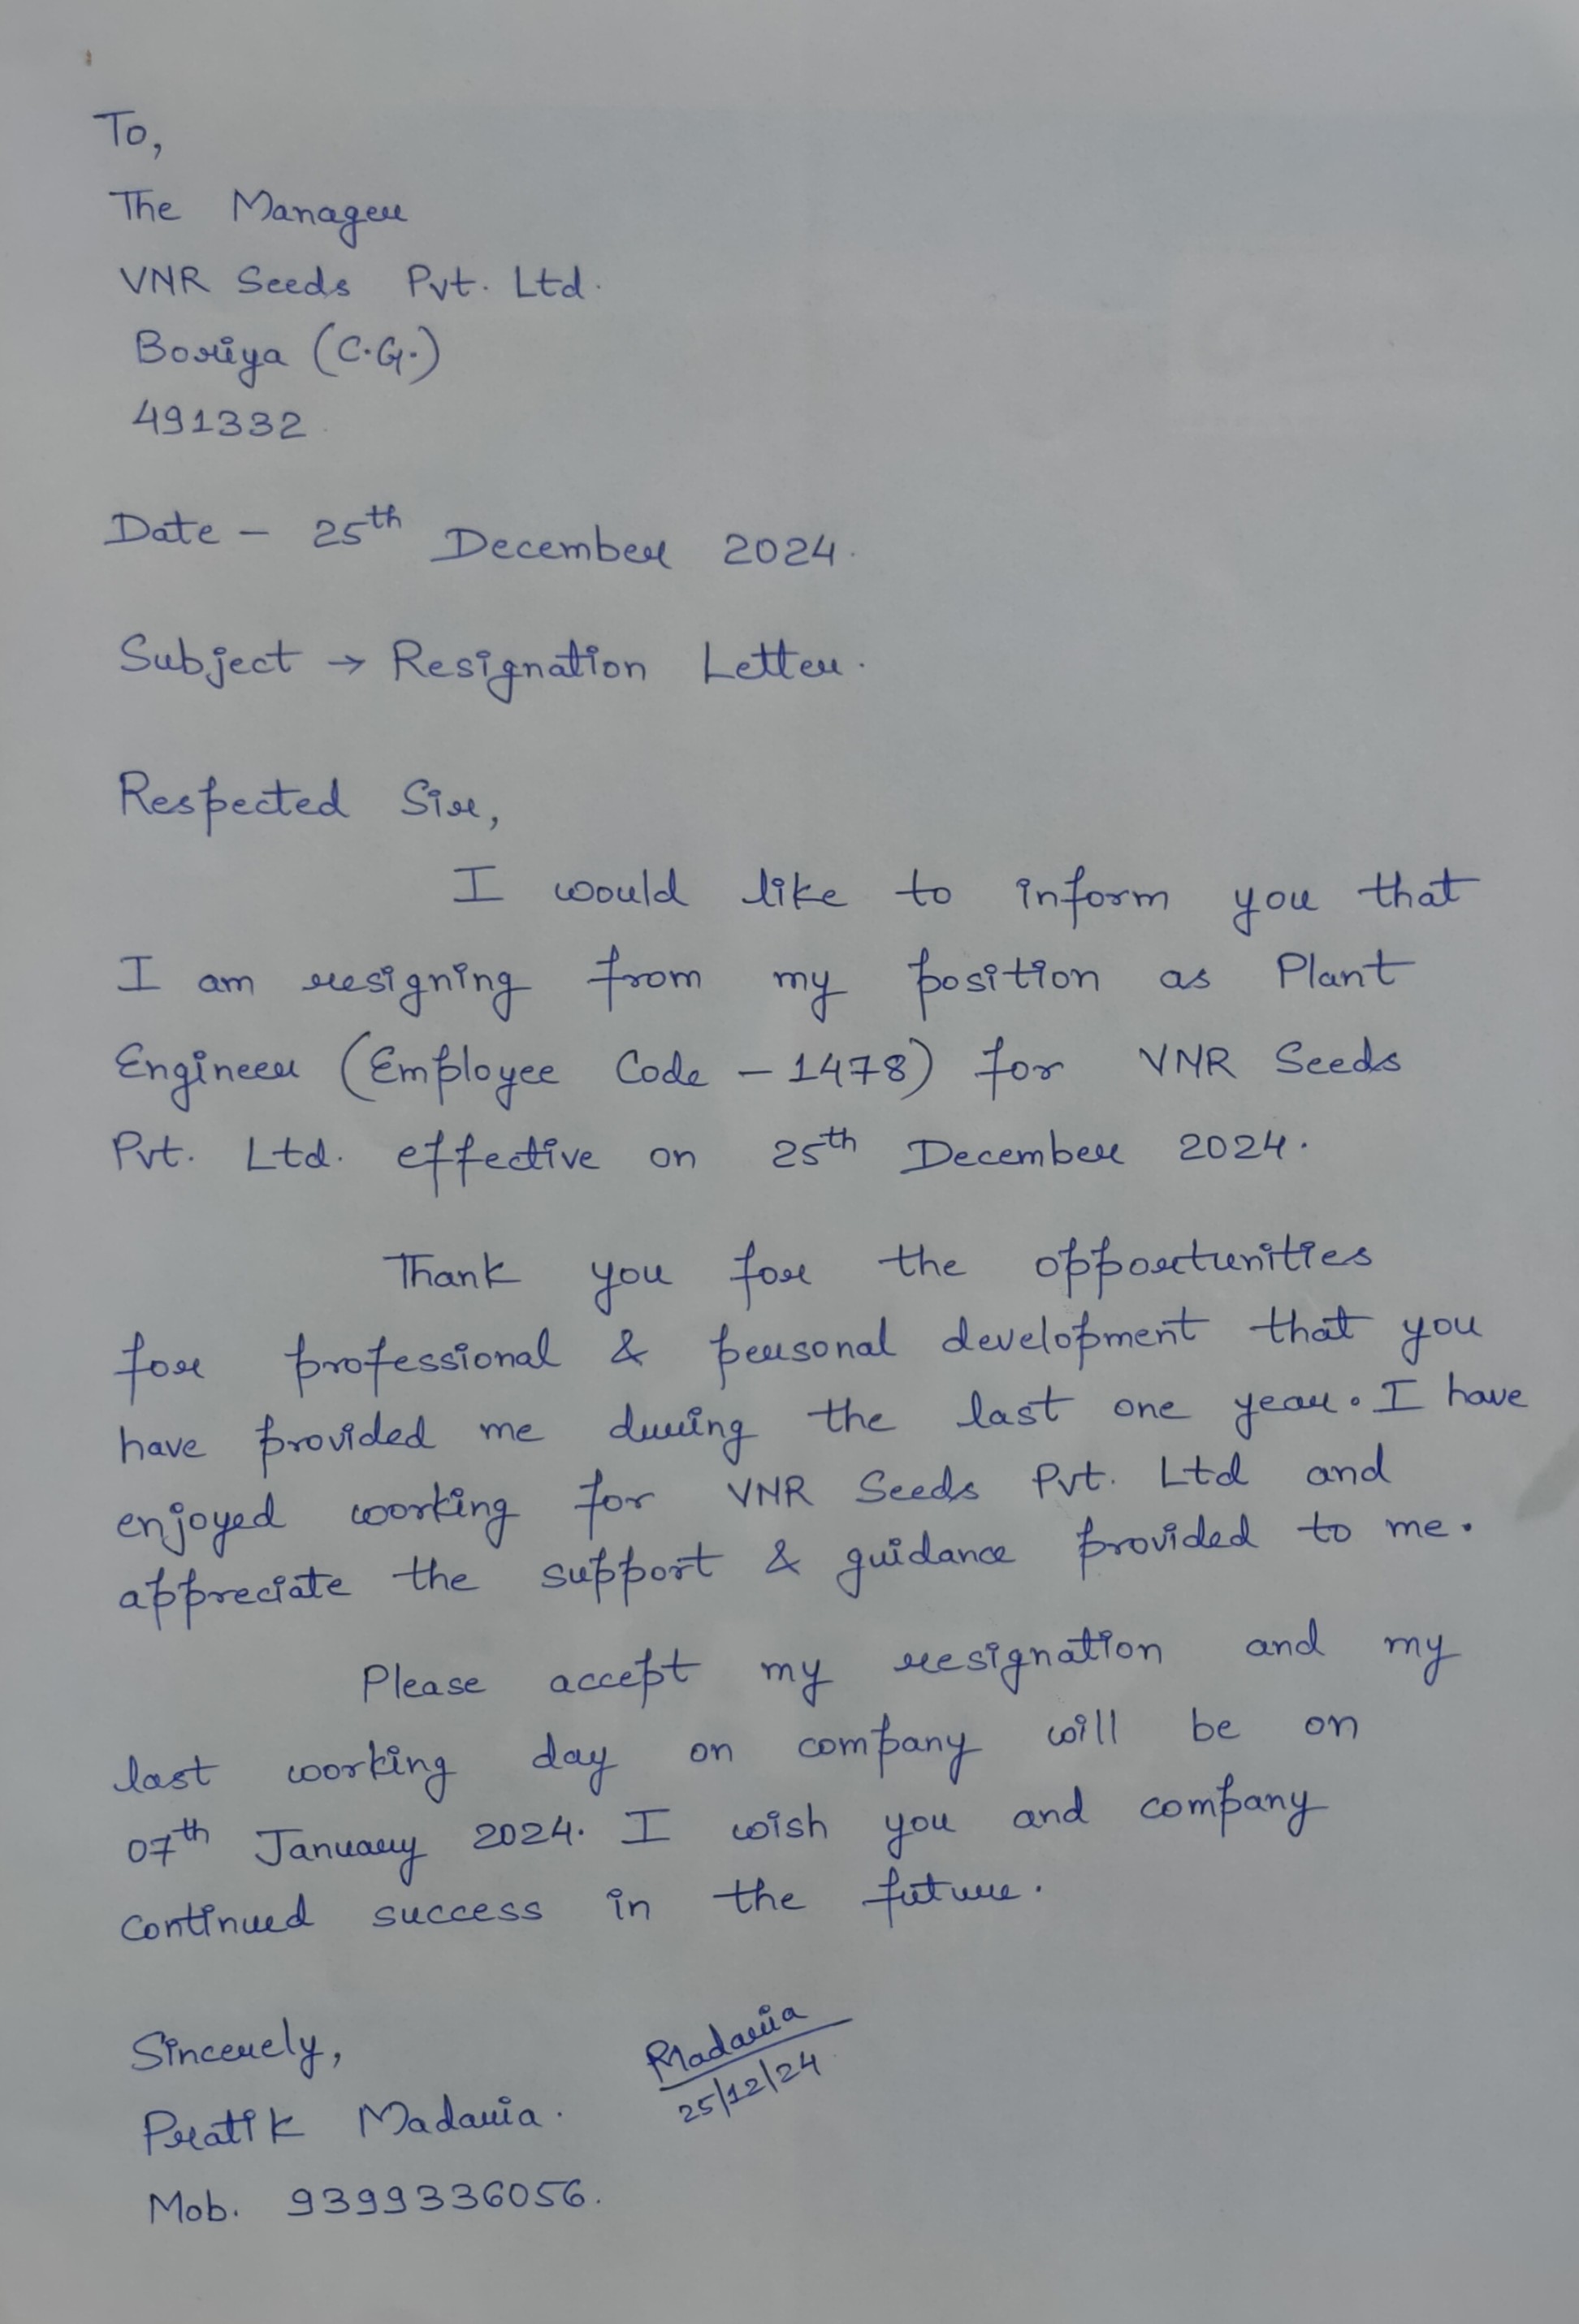 To,
The Manager
VNR Seeds Pvt. Ltd.
Boriya (C.G.)
491332
Date - 25th December 2024.
Subject → Resignation Letter.
Respected Sir,
I would like to inform you that
I am resigning from my position as Plant
Engineer (Employee Code - 1478) for VNR Seeds
Pvt. Ltd. effective on 25th December 2024.
Thank you for the opportunities
for professional & personal development that you
have provided me during the last one year. I have
enjoyed working for VNR Seeds Pvt. Ltd and
appreciate the support & guidance provided to me.
Please accept my resignation and my
last working day on company will be on
07th January 2024. I wish you and company
continued success in the future.
Sincerely,
Pratik Madaria.
Mob. 9399336056.
PMadaria
25/12/24